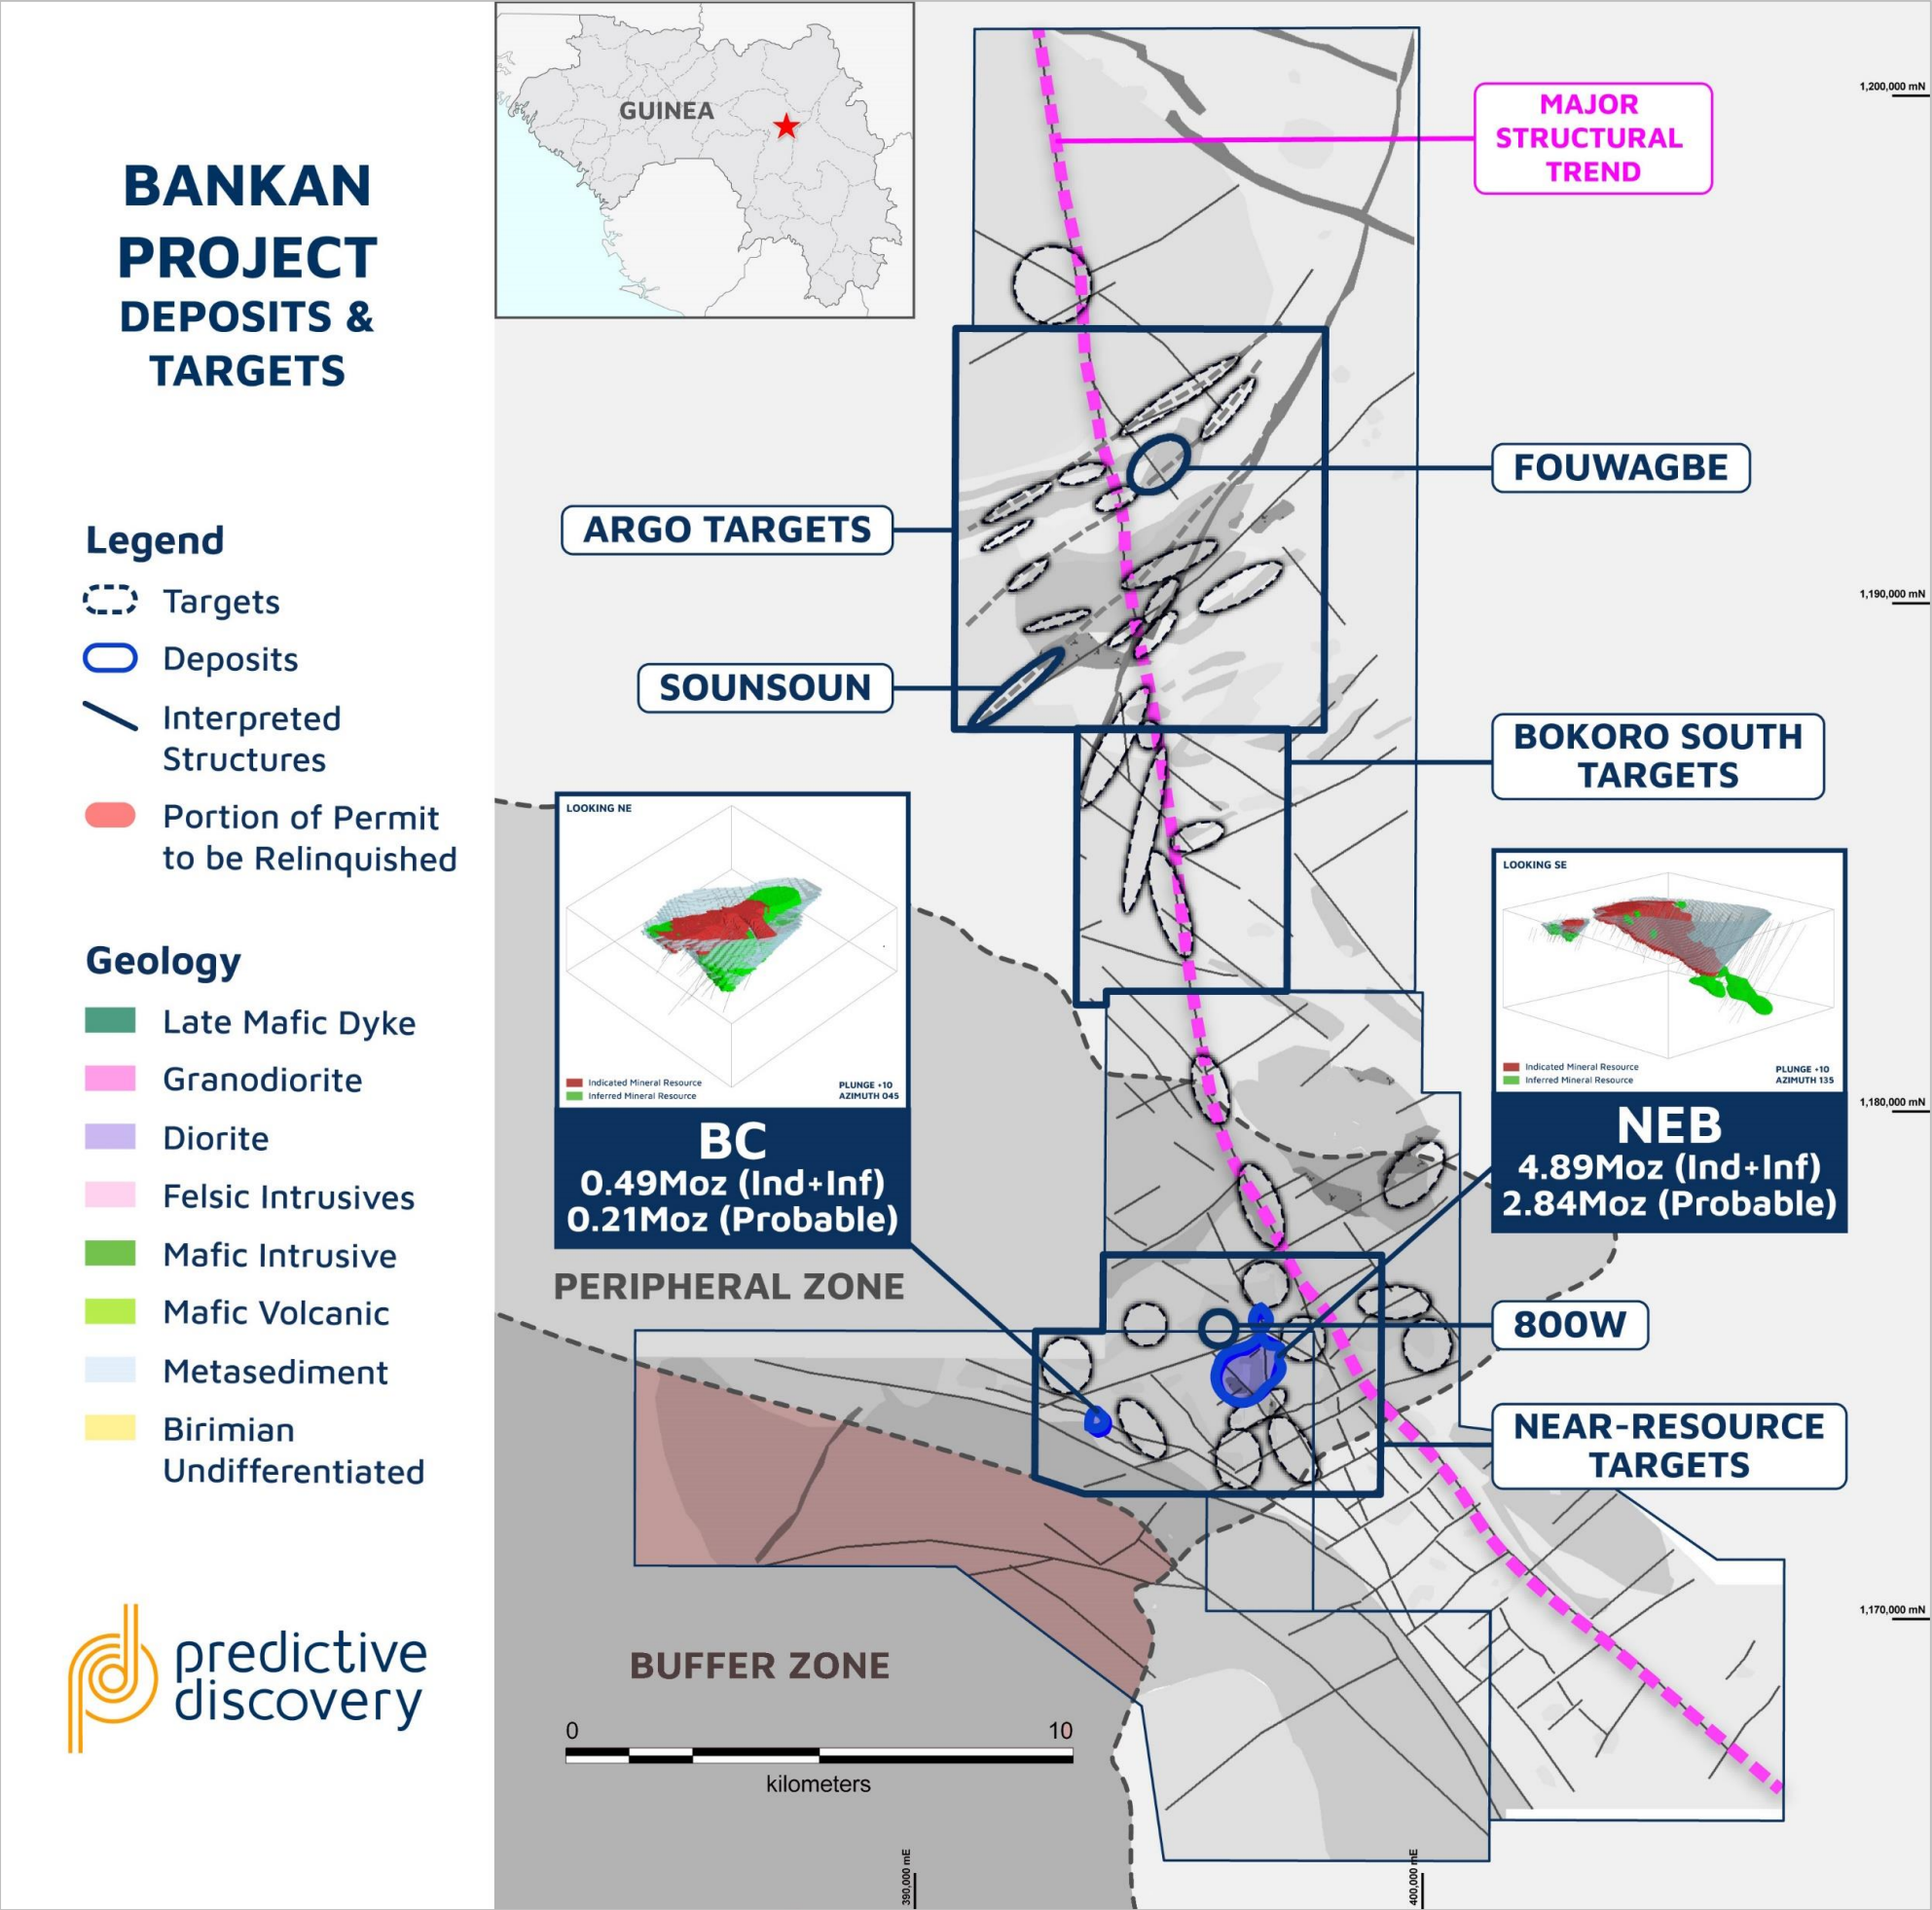 BANKAN
PROJECT
DEPOSITS &
TARGETS
Legend
Targets
Deposits
Interpreted
Structures
Portion of Permit
to be Relinquished
Geology
Late Mafic Dyke
Granodiorite
Diorite
Felsic Intrusives
Mafic Intrusive
Mafic Volcanic
Metasediment
Birimian
Undifferentiated
predictive
discovery
GUINEA
MAJOR
STRUCTURAL
TREND
1,200,000 mN
FOUWAGBE
ARGO TARGETS
1,190,000 mN
SOUNSOUN
BOKORO SOUTH
TARGETS
LOOKING NE
Indicated Mineral Resource
Inferred Mineral Resource
PLUNGE +10
AZIMUTH 045
BC
0.49Moz (Ind+Inf)
0.21Moz (Probable)
LOOKING SE
Indicated Mineral Resource
Inferred Mineral Resource
PLUNGE +10
AZIMUTH 135
NEB
4.89Moz (Ind+Inf)
2.84Moz (Probable)
1,180,000 mN
PERIPHERAL ZONE
800W
NEAR-RESOURCE
TARGETS
1,170,000 mN
BUFFER ZONE
0 10
kilometers
390,000 mE
400,000 mE